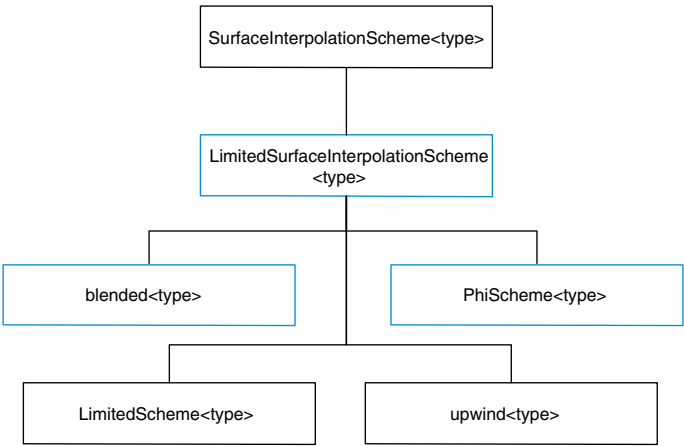 SurfaceInterpolationScheme<type>
LimitedSurfaceInterpolationScheme
<type>
blended<type>
PhiScheme<type>
LimitedScheme<type>
upwind<type>